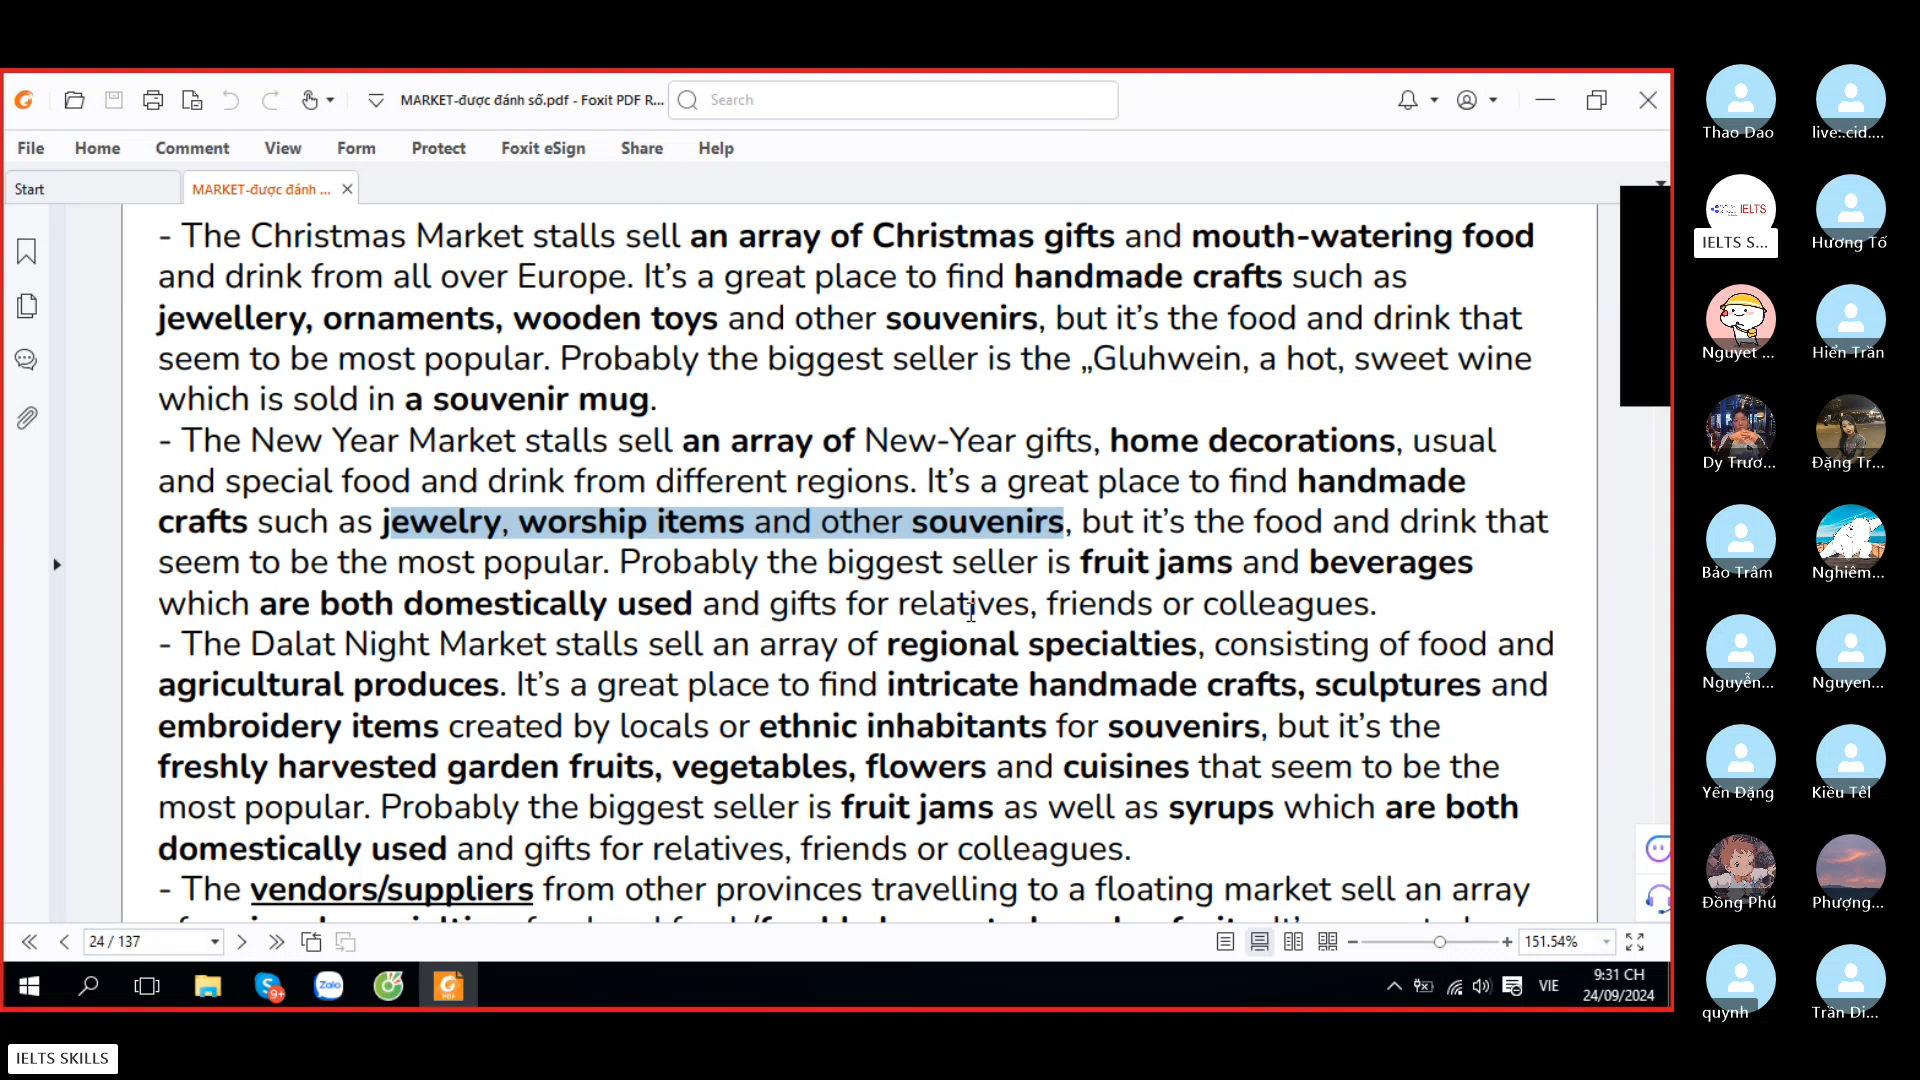 MARKET-được đánh số.pdf - Foxit PDF R...
Search
File Home Comment View Form Protect Foxit eSign Share Help
Start
MARKET-được đánh ...
- The Christmas Market stalls sell an array of Christmas gifts and mouth-watering food
and drink from all over Europe. It’s a great place to find handmade crafts such as
jewellery, ornaments, wooden toys and other souvenirs, but it’s the food and drink that
seem to be most popular. Probably the biggest seller is the „Gluhwein, a hot, sweet wine
which is sold in a souvenir mug.
- The New Year Market stalls sell an array of New-Year gifts, home decorations, usual
and special food and drink from different regions. It’s a great place to find handmade
crafts such as jewelry, worship items and other souvenirs, but it’s the food and drink that
seem to be the most popular. Probably the biggest seller is fruit jams and beverages
which are both domestically used and gifts for relatives, friends or colleagues.
- The Dalat Night Market stalls sell an array of regional specialties, consisting of food and
agricultural produces. It’s a great place to find intricate handmade crafts, sculptures and
embroidery items created by locals or ethnic inhabitants for souvenirs, but it’s the
freshly harvested garden fruits, vegetables, flowers and cuisines that seem to be the
most popular. Probably the biggest seller is fruit jams as well as syrups which are both
domestically used and gifts for relatives, friends or colleagues.
- The vendors/suppliers from other provinces travelling to a floating market sell an array
24 / 137
151.54%
9+
Zalo
PDF
VIE
9:31 CH
24/09/2024
IELTS SKILLS
Thao Dao
live:.cid....
IELTS
IELTS S...
Hương Tố
Nguyet ...
Hiển Trần
Dy Trươ...
Đặng Tr...
Bảo Trâm
Nghiêm...
Nguyễn...
Nguyen...
Yến Đặng
Kiều Têl
Đồng Phú
Phượng...
quynh
Trần Di...